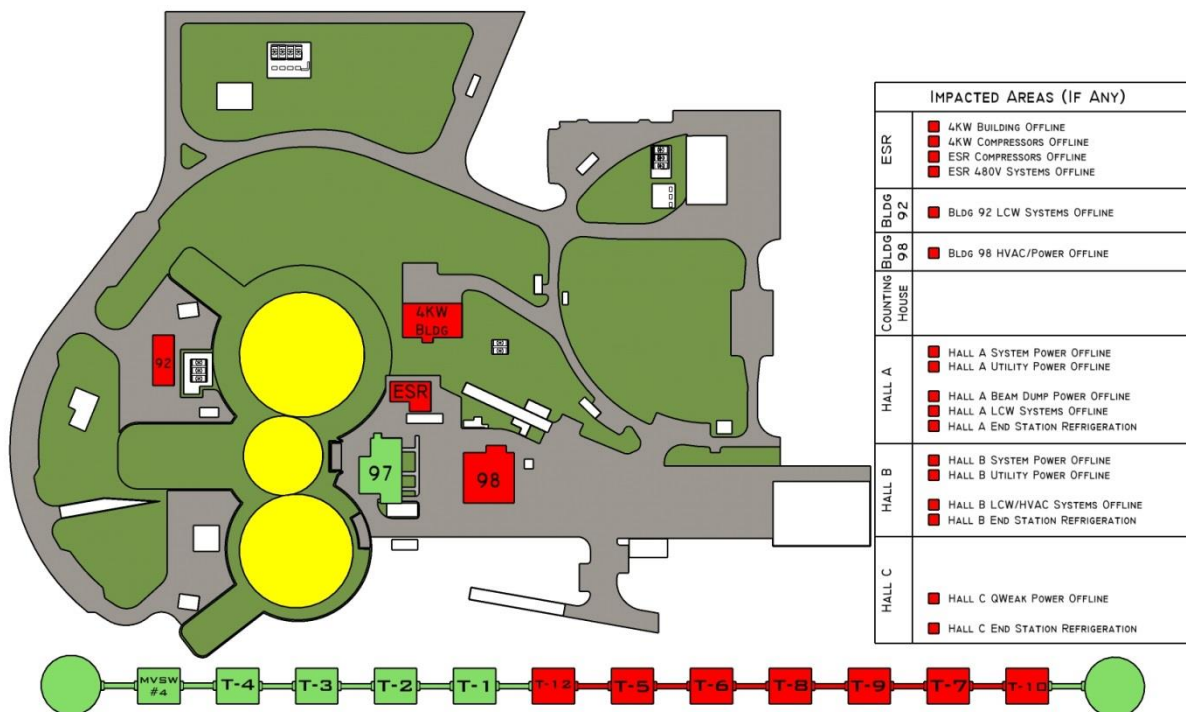 4KW
BLDG
92
ESR
97
98
IMPACTED AREAS (IF ANY)
ESR
4KW BUILDING OFFLINE
4KW COMPRESSORS OFFLINE
ESR COMPRESSORS OFFLINE
ESR 480V SYSTEMS OFFLINE
BLDG
92
BLDG 92 LCW SYSTEMS OFFLINE
BLDG
98
BLDG 98 HVAC/POWER OFFLINE
COUNTING
HOUSE
HALL A
HALL A SYSTEM POWER OFFLINE
HALL A UTILITY POWER OFFLINE
HALL A BEAM DUMP POWER OFFLINE
HALL A LCW SYSTEMS OFFLINE
HALL A END STATION REFRIGERATION
HALL B
HALL B SYSTEM POWER OFFLINE
HALL B UTILITY POWER OFFLINE
HALL B LCW/HVAC SYSTEMS OFFLINE
HALL B END STATION REFRIGERATION
HALL C
HALL C QWEAK POWER OFFLINE
HALL C END STATION REFRIGERATION
MVSW
#4
T-4
T-3
T-2
T-1
T-12
T-5
T-6
T-8
T-9
T-7
T-10